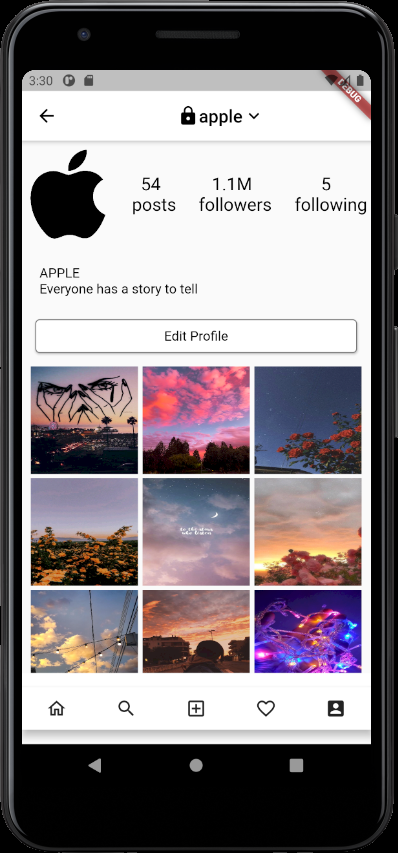 3:30
DEBUG
apple
54
posts
1.1M
followers
5
following
APPLE
Everyone has a story to tell
Edit Profile